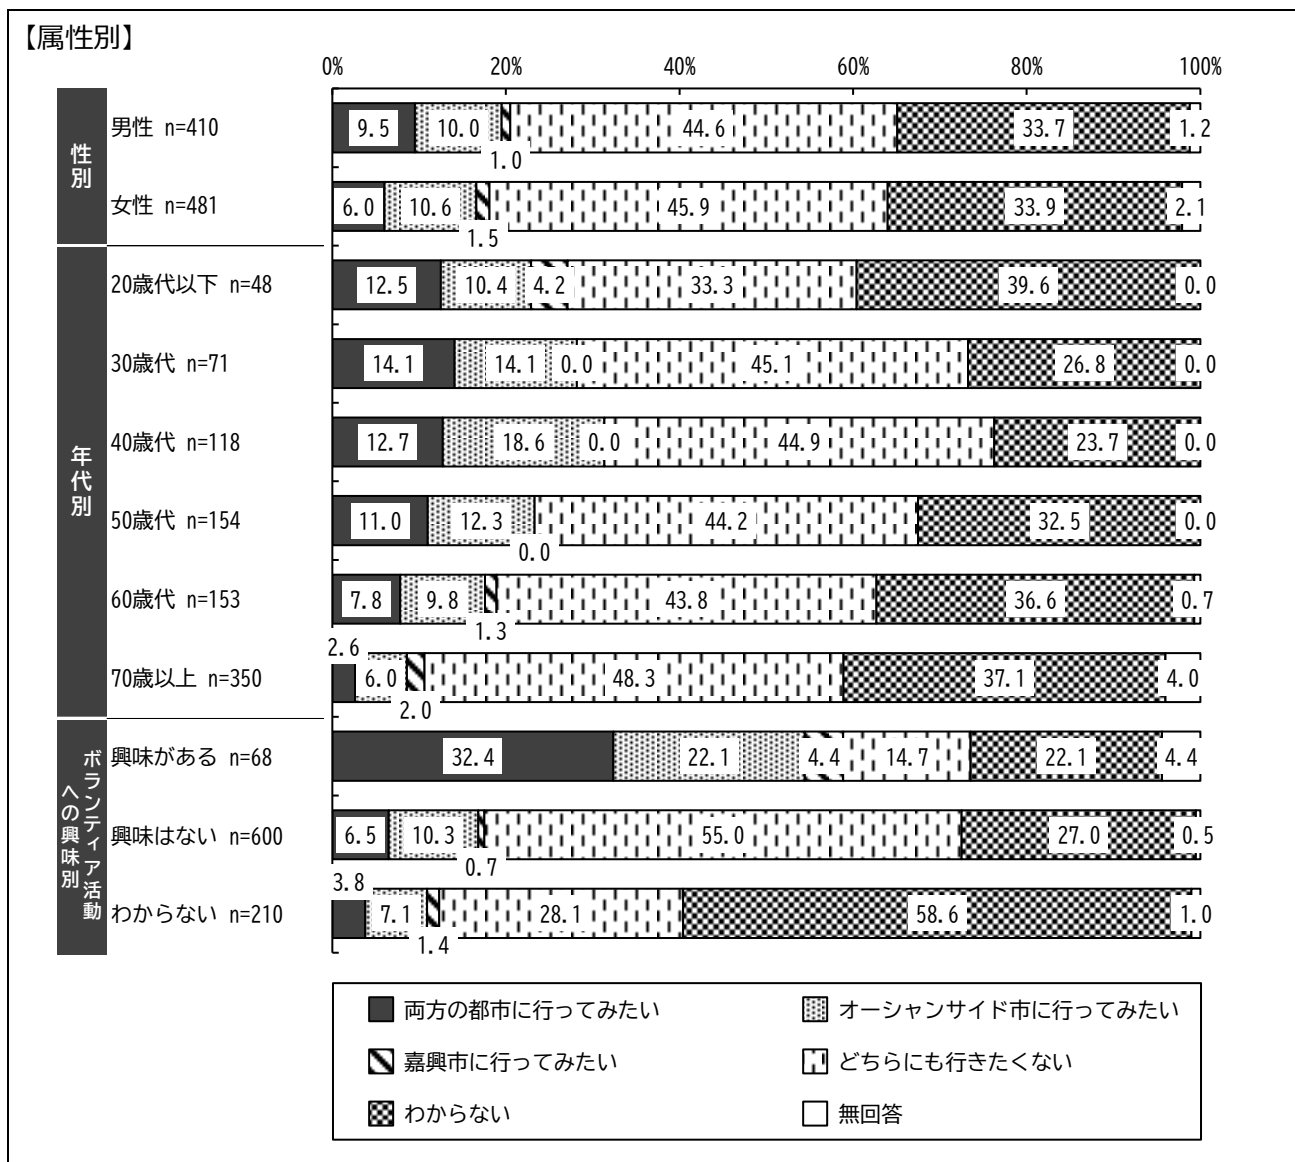 【属性別】
0% 20% 40% 60% 80% 100%
性別
男性 n=410 9.5 10.0 1.0 44.6 33.7 1.2
女性 n=481 6.0 10.6 1.5 45.9 33.9 2.1
年代別
20歳代以下 n=48 12.5 10.4 4.2 33.3 39.6 0.0
30歳代 n=71 14.1 14.1 0.0 45.1 26.8 0.0
40歳代 n=118 12.7 18.6 0.0 44.9 23.7 0.0
50歳代 n=154 11.0 12.3 0.0 44.2 32.5 0.0
60歳代 n=153 7.8 9.8 1.3 43.8 36.6 0.7
70歳以上 n=350 2.6 6.0 2.0 48.3 37.1 4.0
ボランティア活動
への興味別
興味がある n=68 32.4 22.1 4.4 14.7 22.1 4.4
興味はない n=600 6.5 10.3 0.7 55.0 27.0 0.5
わからない n=210 3.8 7.1 1.4 28.1 58.6 1.0
両方の都市に行ってみたい オーシャンサイド市に行ってみたい
嘉興市に行ってみたい どちらにも行きたくない
わからない 無回答